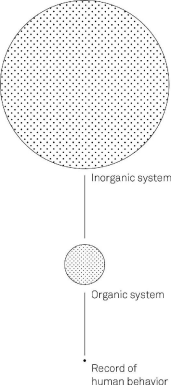 Inorganic system
Organic system
Record of
human behavior